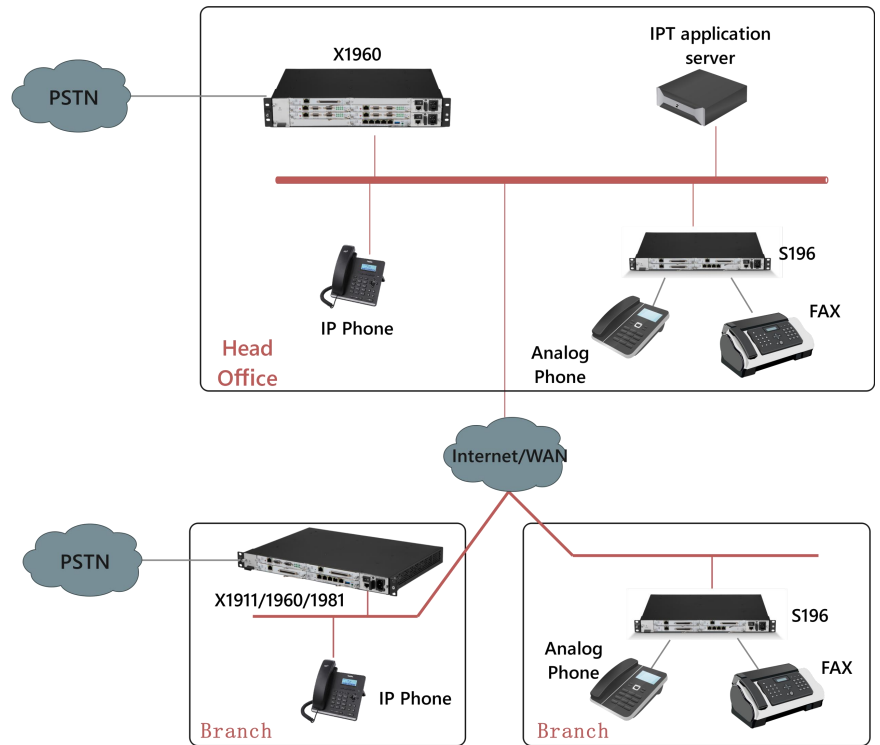 X1960
IPT application
server
PSTN
S196
IP Phone
FAX
Head
Office
Analog
Phone
Internet/WAN
PSTN
X1911/1960/1981
S196
Analog
Phone
FAX
IP Phone
Branch
Branch